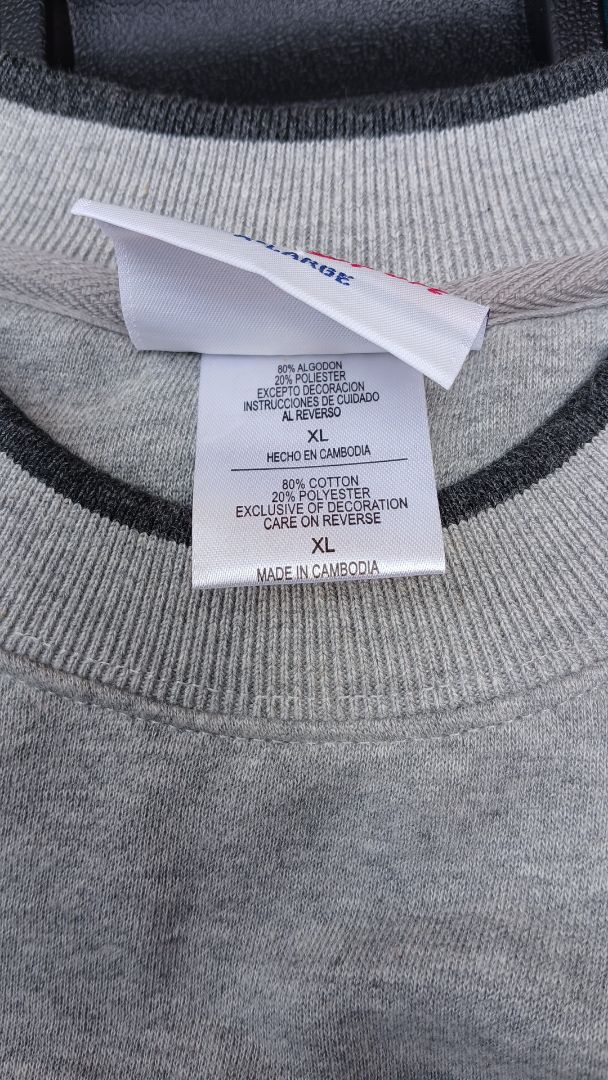 X-LARGE
80% ALGODON
20% POLIESTER
EXCEPTO DECORACION
INSTRUCCIONES DE CUIDADO
AL REVERSO
XL
HECHO EN CAMBODIA
80% COTTON
20% POLYESTER
EXCLUSIVE OF DECORATION
CARE ON REVERSE
XL
MADE IN CAMBODIA